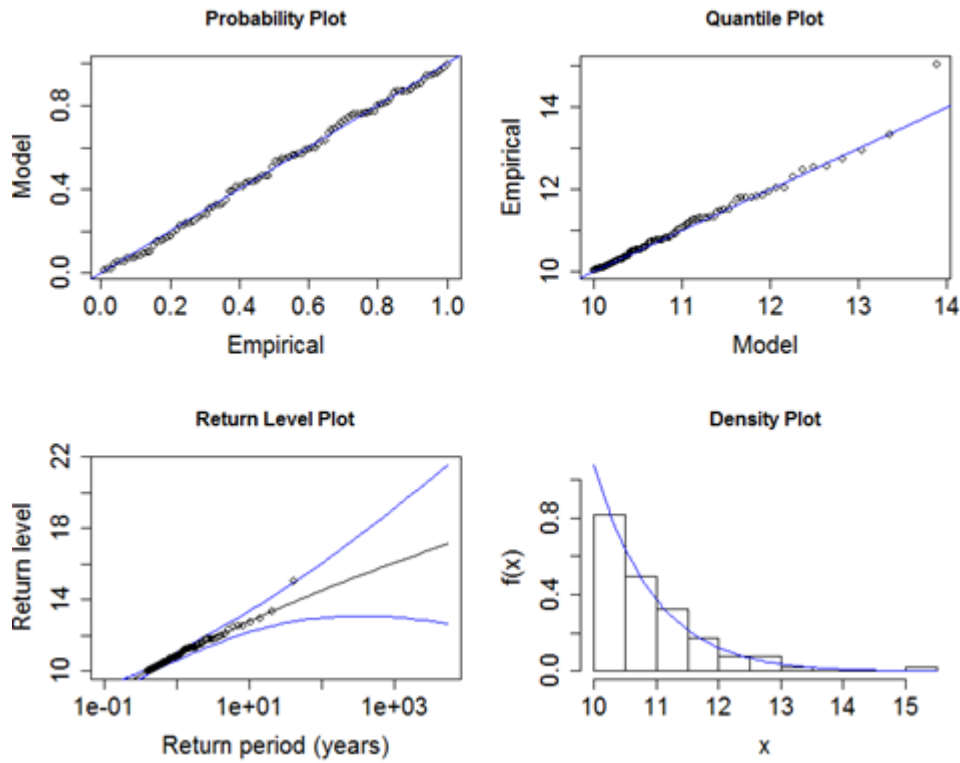 Probability Plot
Model
0.0 0.4 0.8
0.0 0.2 0.4 0.6 0.8 1.0
Empirical
Quantile Plot
Empirical
10 12 14
10 11 12 13 14
Model
Return Level Plot
Return level
10 14 18 22
1e-01 1e+01 1e+03
Return period (years)
Density Plot
f(x)
0.0 0.4 0.8
10 11 12 13 14 15
x